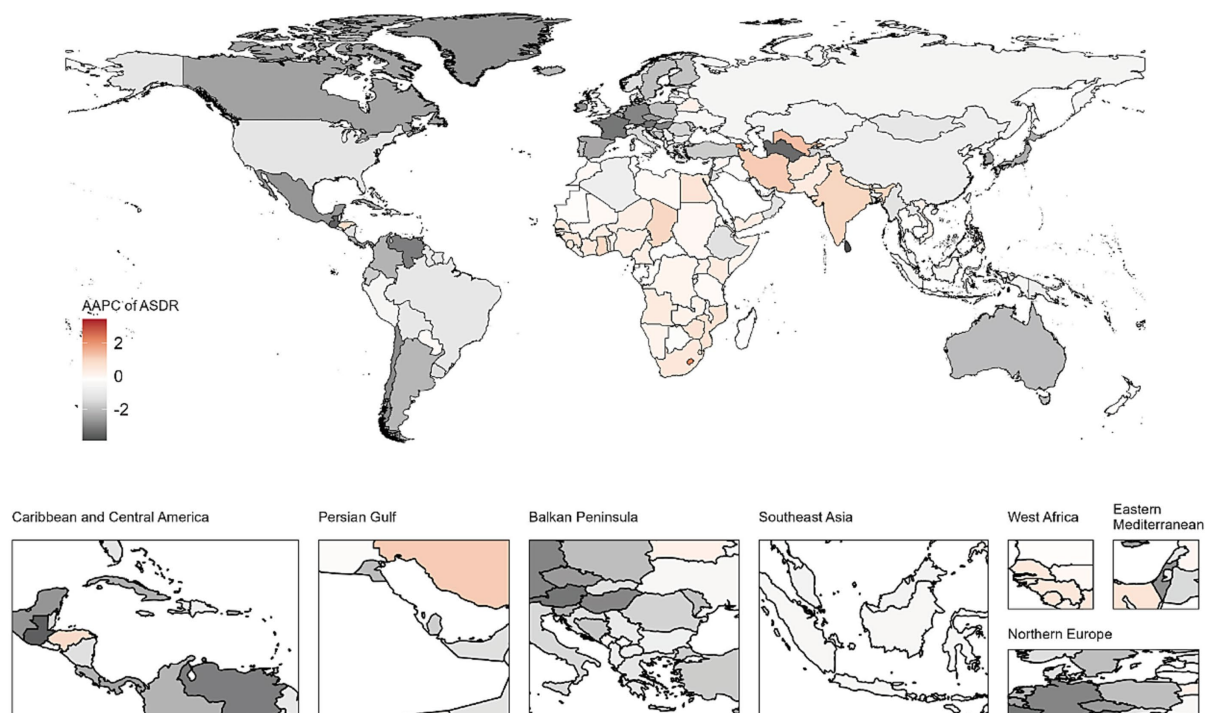 AAPC of ASDR
2
0
-2
Caribbean and Central America
Persian Gulf
Balkan Peninsula
Southeast Asia
West Africa
Eastern
Mediterranean
Northern Europe